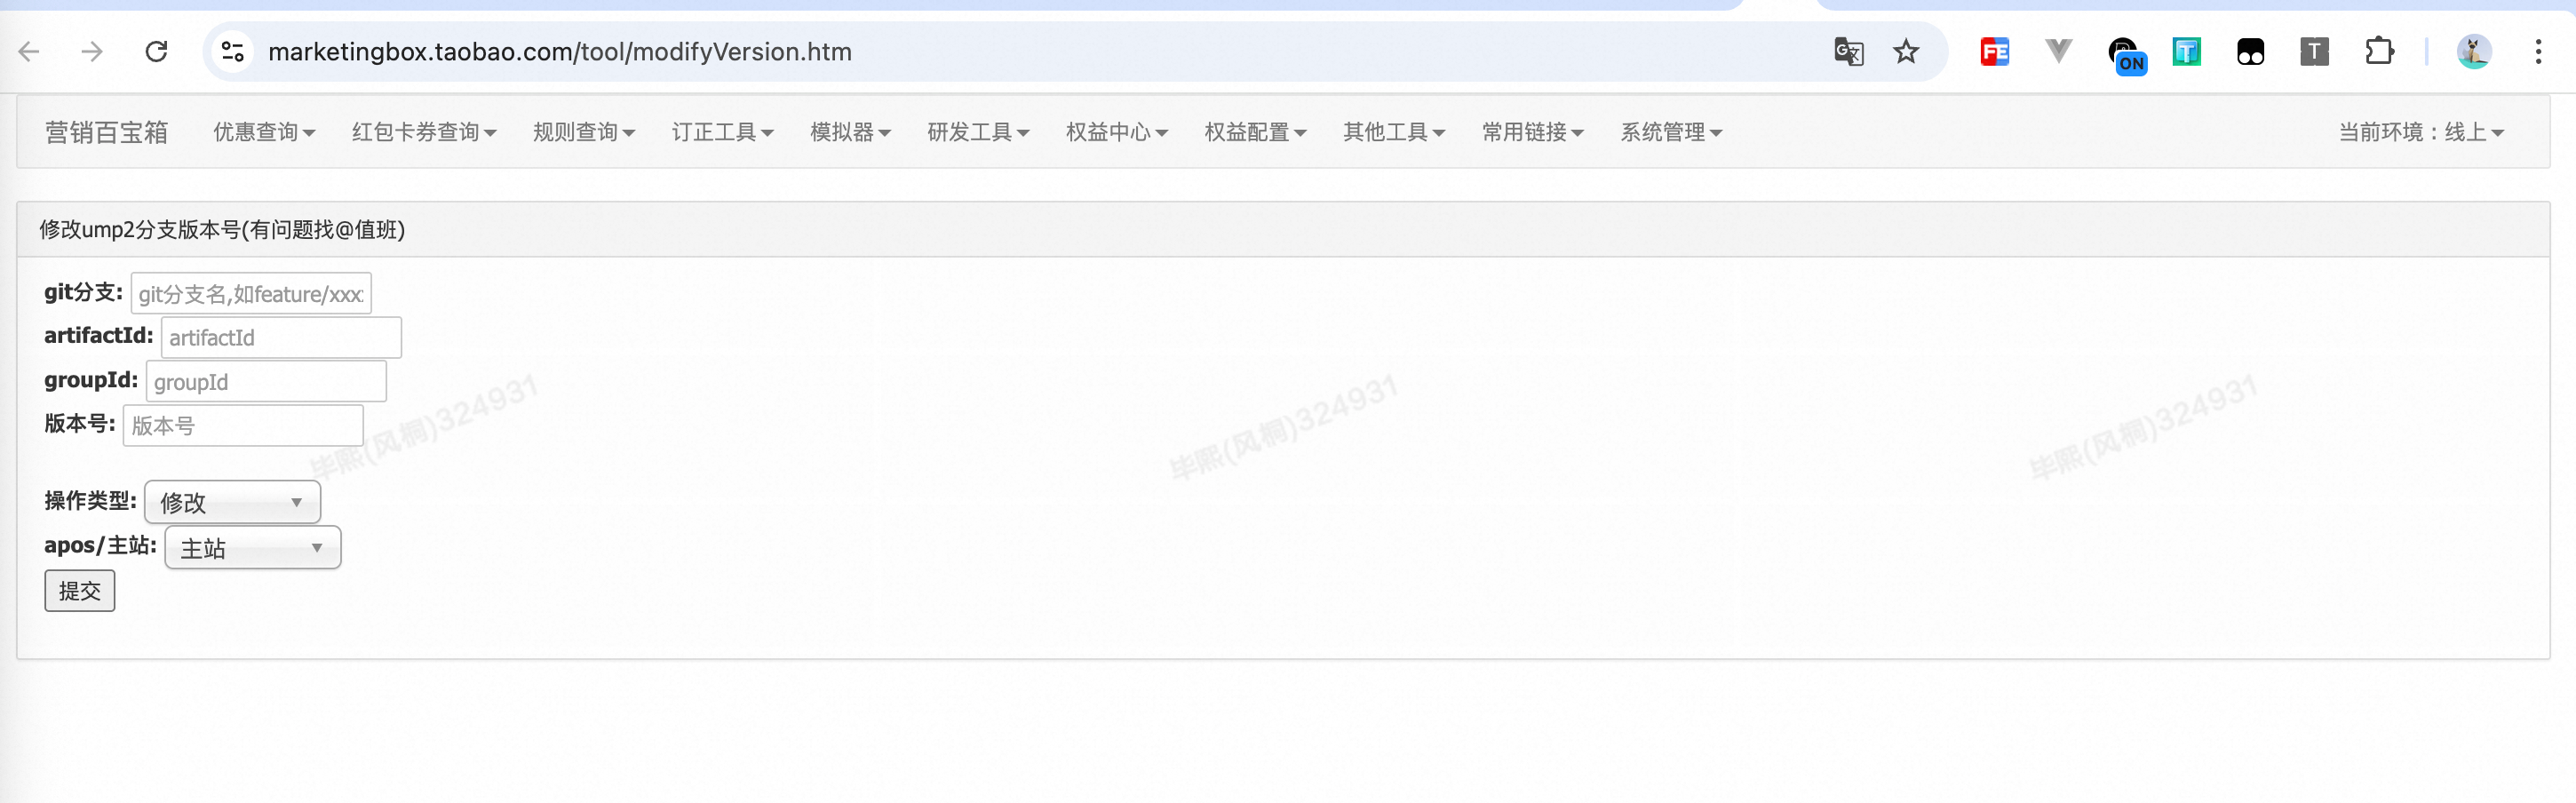 marketingbox.taobao.com/tool/modifyVersion.htm
FE
ON
T
T
营销百宝箱 优惠查询 红包卡券查询 规则查询 订正工具 模拟器 研发工具 权益中心 权益配置 其他工具 常用链接 系统管理 当前环境：线上
修改ump2分支版本号(有问题找@值班)
git分支: git分支名,如feature/xxx
artifactId: artifactId
groupId: groupId
版本号: 版本号
毕熙(风桐)324931
毕熙(风桐)324931
毕熙(风桐)324931
操作类型: 修改
apos/主站: 主站
提交